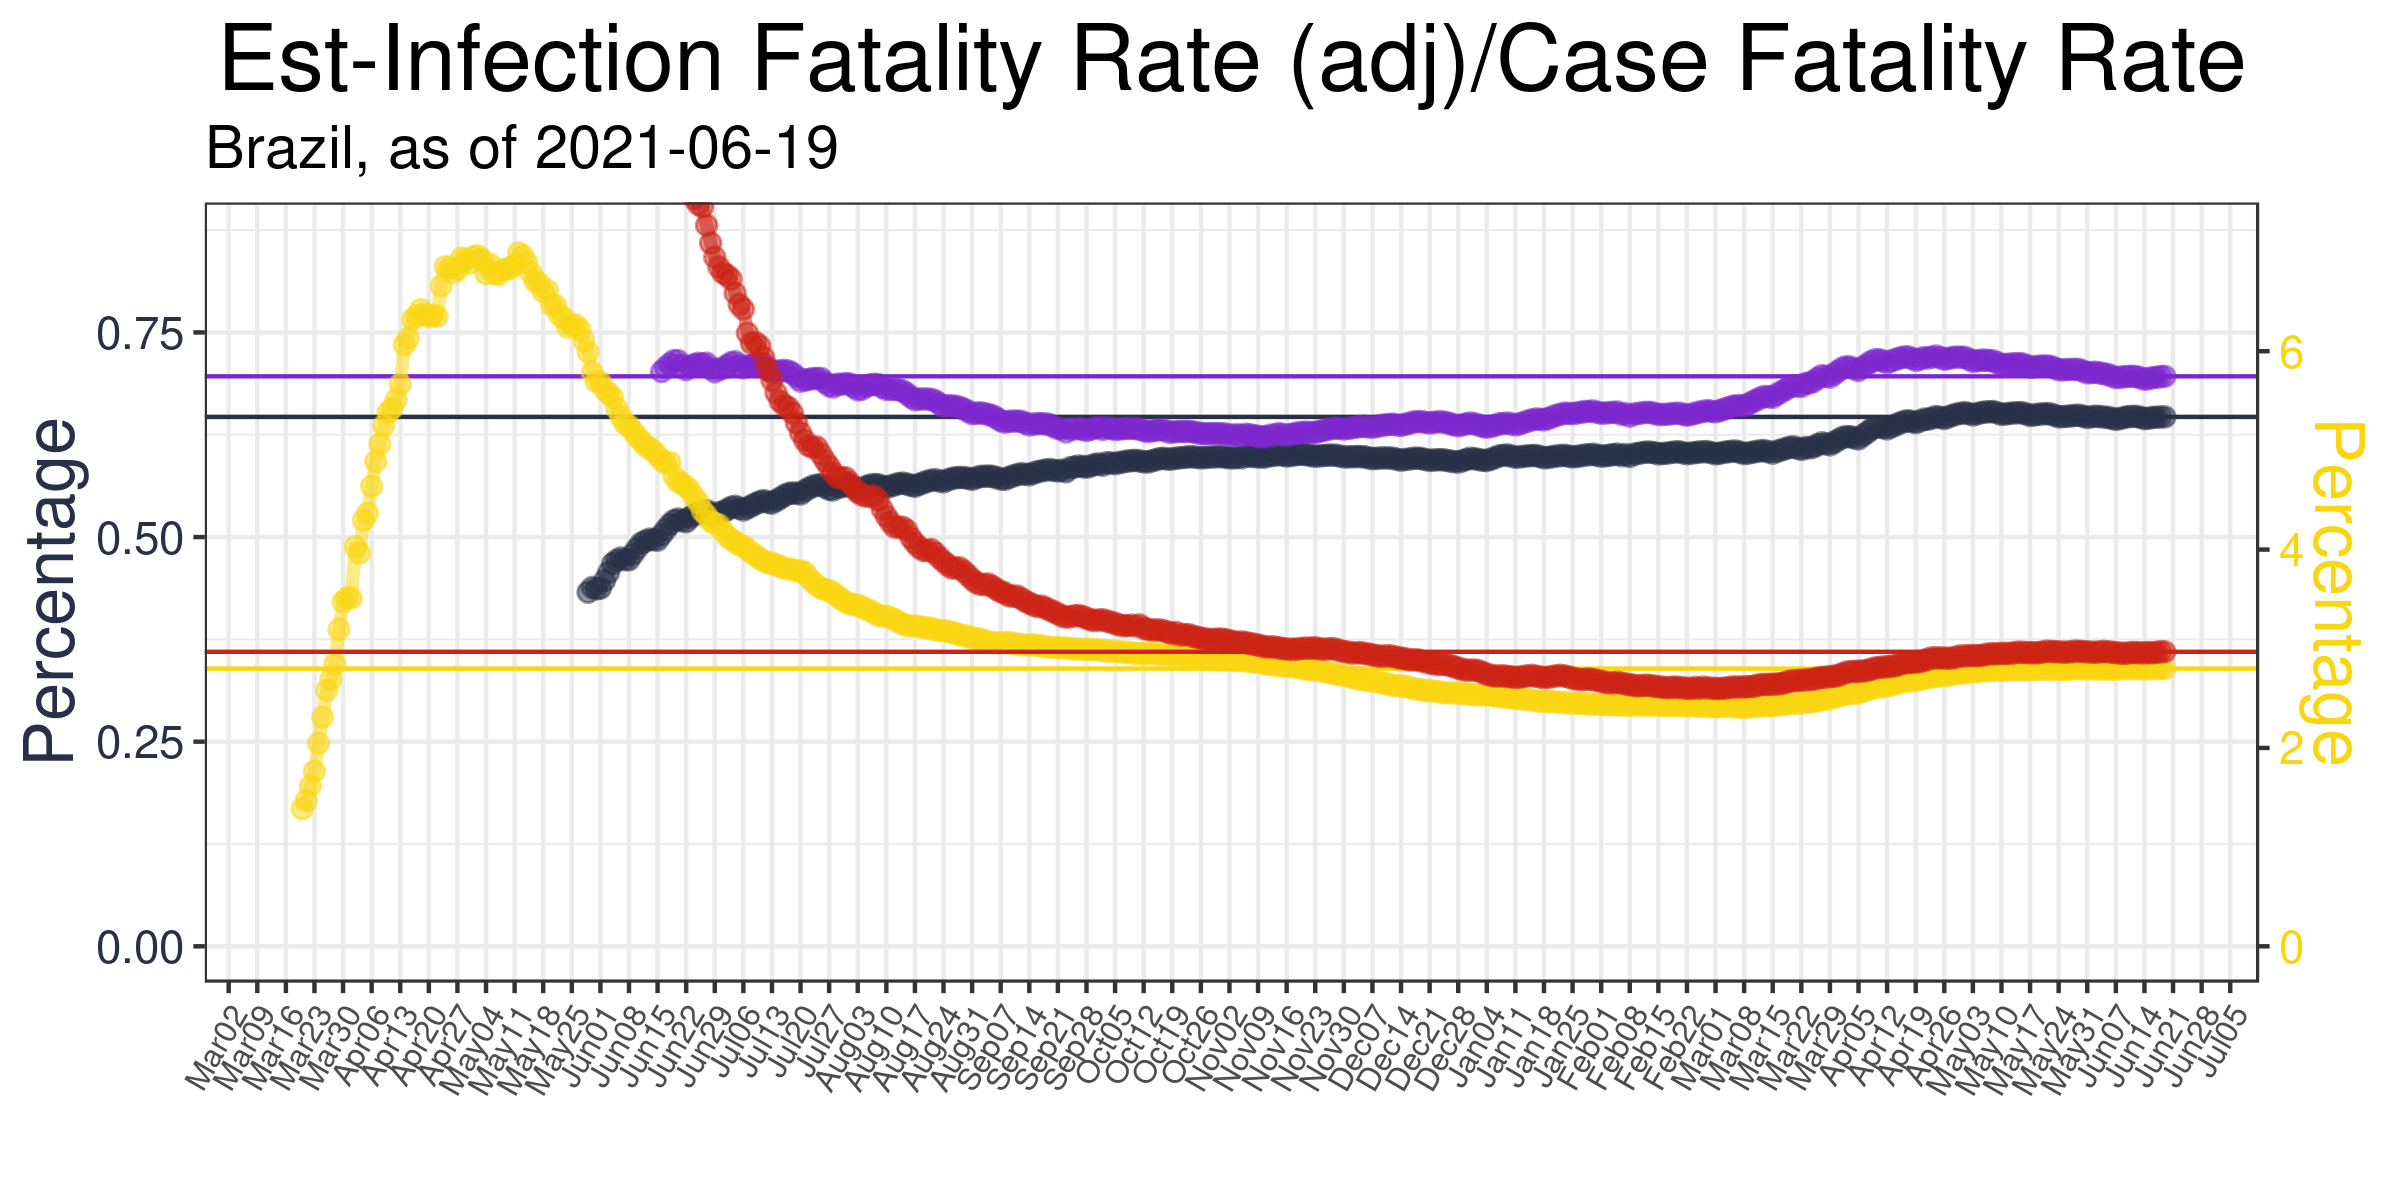 Est-Infection Fatality Rate (adj)/Case Fatality Rate
Brazil, as of 2021-06-19
Percentage
0.75
0.50
0.25
0.00
6
4
2
0
Percentage
Mar02
Mar09
Mar16
Mar23
Mar30
Apr06
Apr13
Apr20
Apr27
May04
May11
May18
May25
Jun01
Jun08
Jun15
Jun22
Jun29
Jul06
Jul13
Jul20
Jul27
Aug03
Aug10
Aug17
Aug24
Aug31
Sep07
Sep14
Sep21
Sep28
Oct05
Oct12
Oct19
Oct26
Nov02
Nov09
Nov16
Nov23
Nov30
Dec07
Dec14
Dec21
Dec28
Jan04
Jan11
Jan18
Jan25
Feb01
Feb08
Feb15
Feb22
Mar01
Mar08
Mar15
Mar22
Mar29
Apr05
Apr12
Apr19
Apr26
May03
May10
May17
May24
May31
Jun07
Jun14
Jun21
Jun28
Jul05